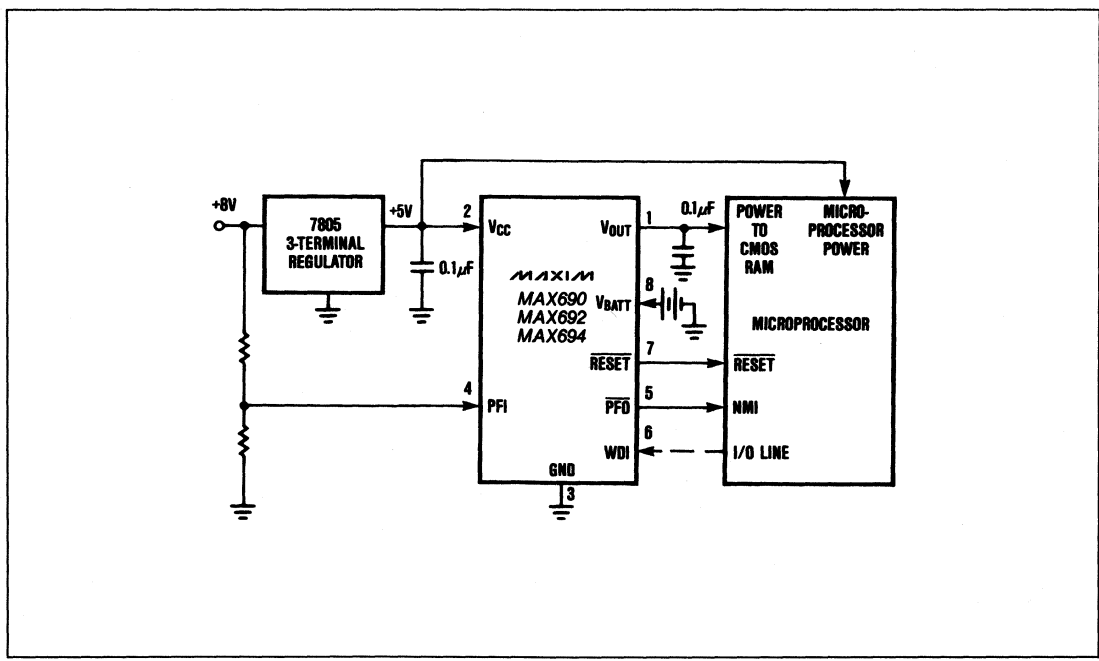 +8V
7805
3-TERMINAL
REGULATOR
+5V
0.1μF
2
VCC
MAXIM
MAX690
MAX692
MAX694
4
PFI
GND
3
VOUT
1
0.1μF
VBATT
8
RESET
7
PFO
5
WDI
6
POWER
TO
CMOS
RAM
MICRO-
PROCESSOR
POWER
MICROPROCESSOR
RESET
NMI
I/O LINE